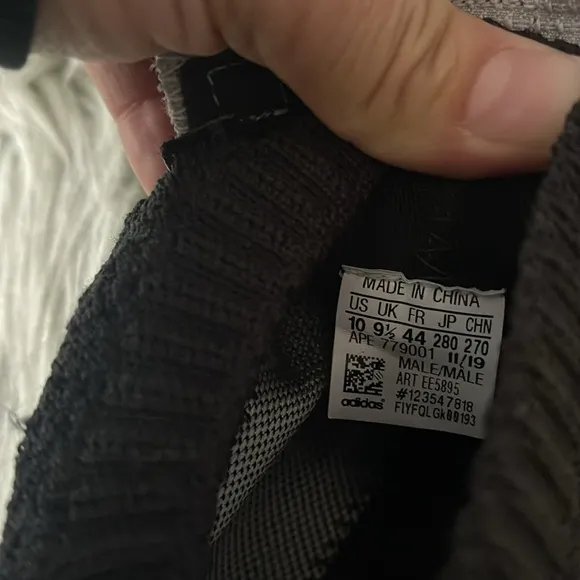 MADE IN CHINA
US UK FR JP CHN
10 9½ 44 280 270
APE 779001 11/19
MALE/MALE
ART EE5895
#123547818
adidas FIYFQLGkB0193